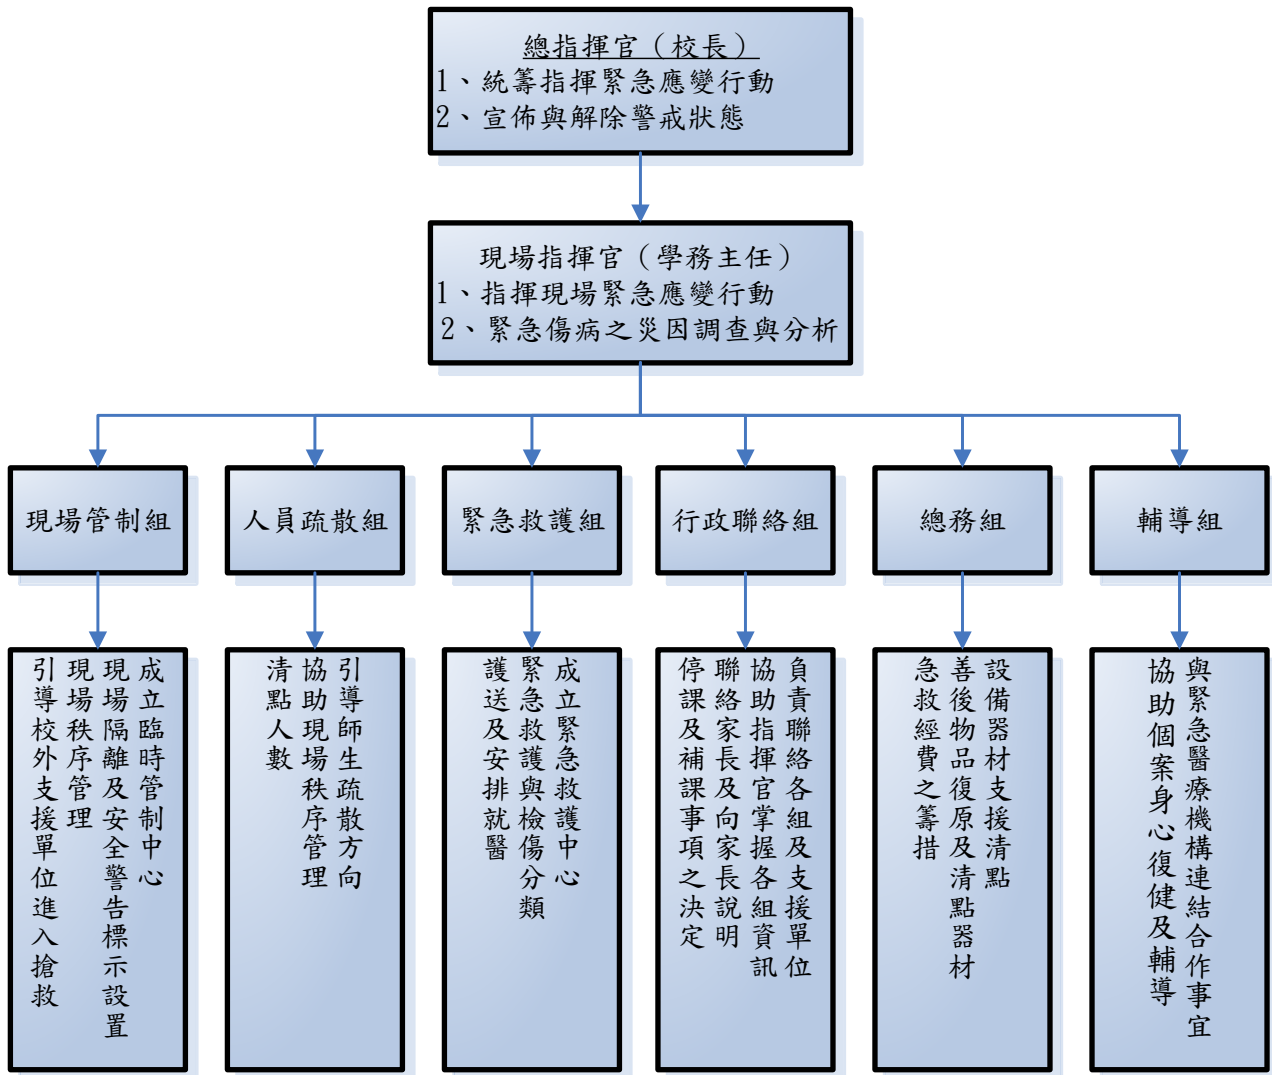 總指揮官（校長）
1、統籌指揮緊急應變行動
2、宣佈與解除警戒狀態
現場指揮官（學務主任）
1、指揮現場緊急應變行動
2、緊急傷病之災因調查與分析
現場管制組
人員疏散組
緊急救護組
行政聯絡組
總務組
輔導組
成立臨時管制中心
現場隔離及安全警告標示設置
現場秩序管理
引導校外支援單位進入搶救
引導師生疏散方向
協助現場秩序管理
清點人數
成立緊急救護中心
緊急救護與檢傷分類
護送及安排就醫
負責聯絡各組及支援單位
協助指揮官掌握各組資訊
聯絡家長及向家長說明
停課及補課事項之決定
設備器材支援清點
善後物品復原及清點器材
急救經費之籌措
與緊急醫療機構連結合作事宜
協助個案身心復健及輔導